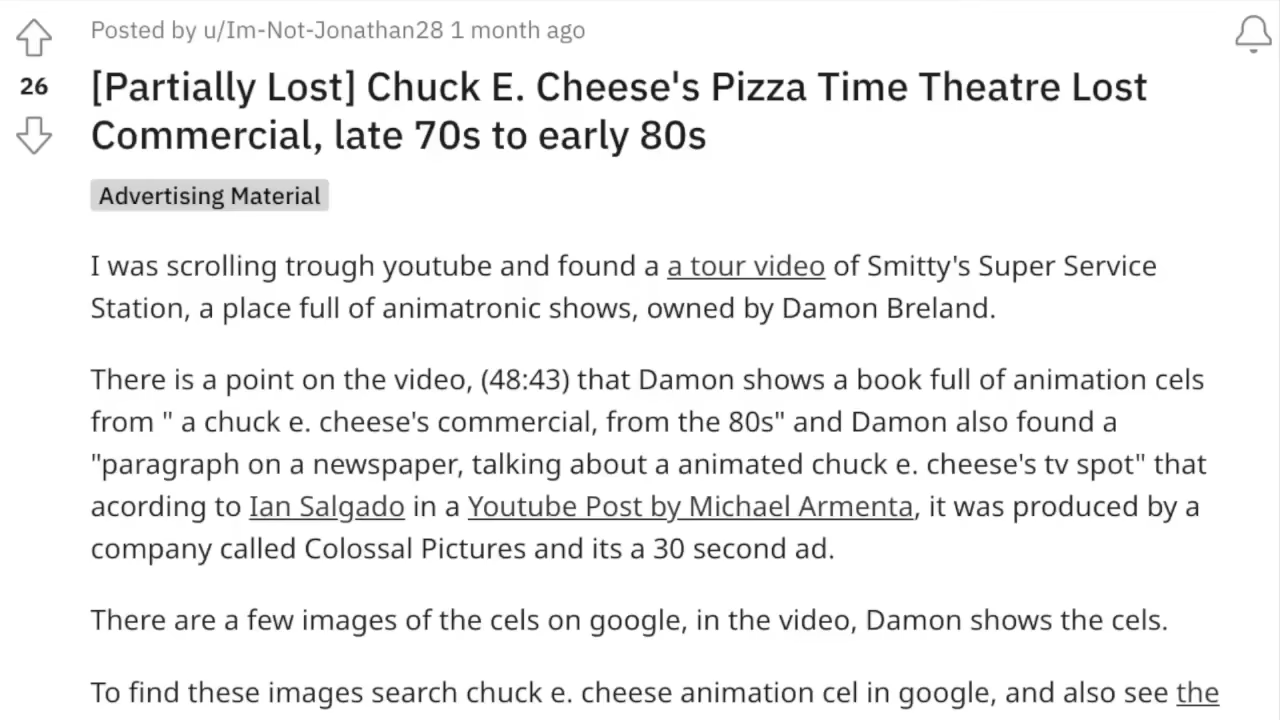 Posted by u/Im-Not-Jonathan28 1 month ago
26
[Partially Lost] Chuck E. Cheese's Pizza Time Theatre Lost
Commercial, late 70s to early 80s
Advertising Material
I was scrolling trough youtube and found a a tour video of Smitty's Super Service
Station, a place full of animatronic shows, owned by Damon Breland.
There is a point on the video, (48:43) that Damon shows a book full of animation cels
from " a chuck e. cheese's commercial, from the 80s" and Damon also found a
"paragraph on a newspaper, talking about a animated chuck e. cheese's tv spot" that
acording to Ian Salgado in a Youtube Post by Michael Armenta, it was produced by a
company called Colossal Pictures and its a 30 second ad.
There are a few images of the cels on google, in the video, Damon shows the cels.
To find these images search chuck e. cheese animation cel in google, and also see the